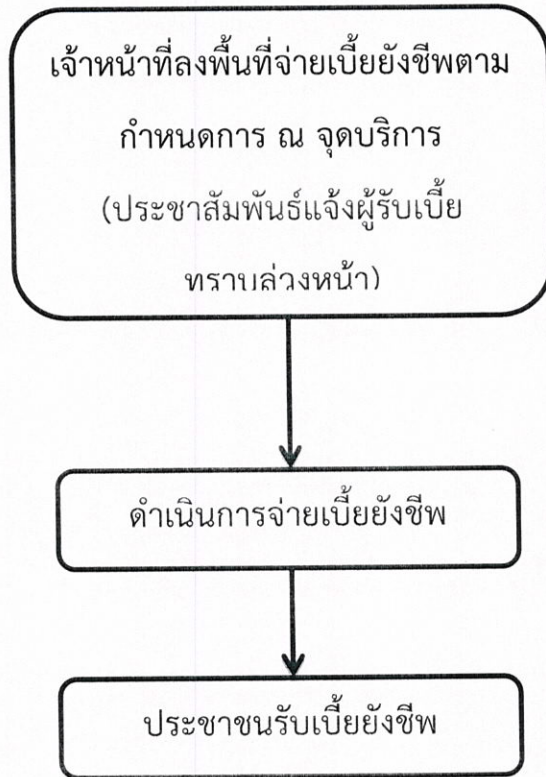 เจ้าหน้าที่ลงพื้นที่จ่ายเบี้ยยังชีพตาม
กำหนดการ ณ จุดบริการ
(ประชาสัมพันธ์แจ้งผู้รับเบี้ย
ทราบล่วงหน้า)
ดำเนินการจ่ายเบี้ยยังชีพ
ประชาชนรับเบี้ยยังชีพ